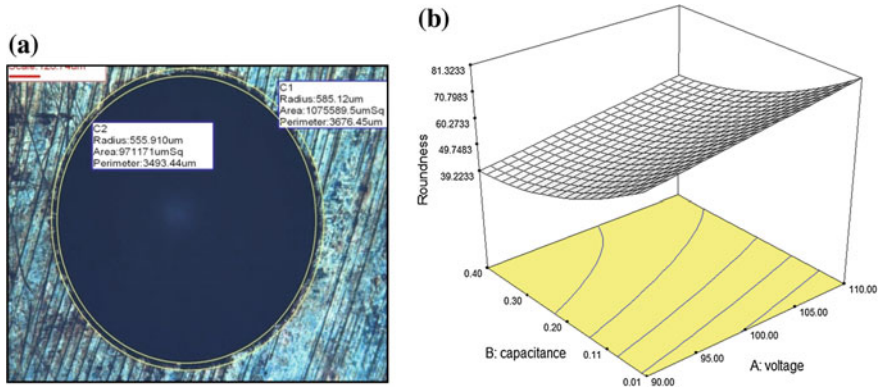 (a)
C1
Radius:585.12um
Area:1075589.5umSq
Perimeter:3676.45um
C2
Radius:555.910um
Area:971171umSq
Perimeter:3493.44um
(b)
81.3233
70.7983
60.2733
49.7483
39.2233
Roundness
0.40
0.30
0.20
0.11
0.01
B: capacitance
90.00
95.00
100.00
105.00
110.00
A: voltage